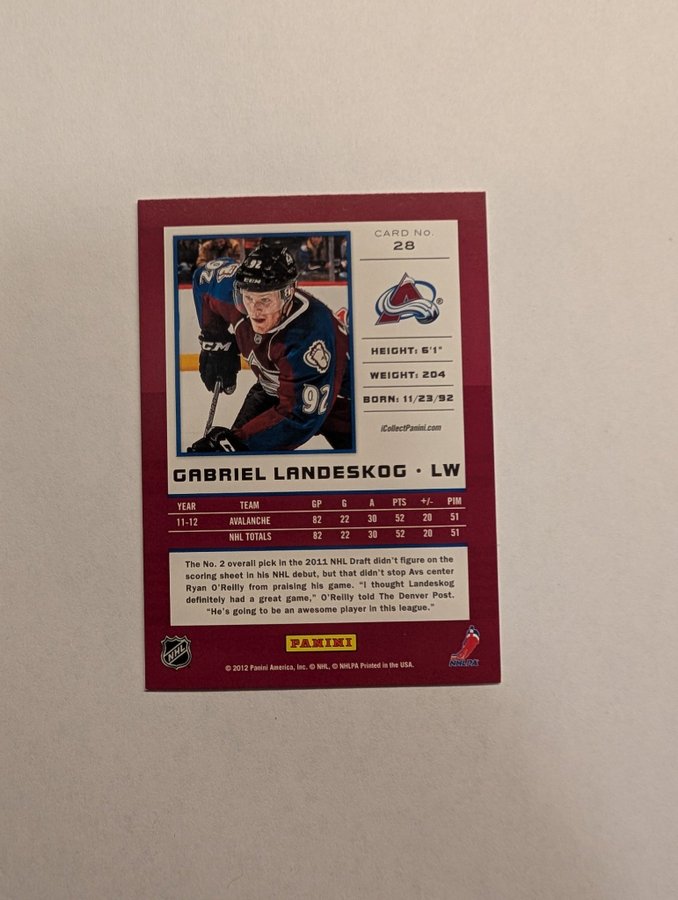 CARD No.
28
92
92
CCM
A
®
HEIGHT: 6'1"
WEIGHT: 204
BORN: 11/23/92
iCollectPanini.com
GABRIEL LANDESKOG · LW
YEAR TEAM GP G A PTS +/- PIM
11-12 AVALANCHE 82 22 30 52 20 51
NHL TOTALS 82 22 30 52 20 51
The No. 2 overall pick in the 2011 NHL Draft didn't figure on the
scoring sheet in his NHL debut, but that didn't stop Avs center
Ryan O'Reilly from praising his game. "I thought Landeskog
definitely had a great game," O'Reilly told The Denver Post.
"He's going to be an awesome player in this league."
NHL
PANINI
NHLPA
© 2012 Panini America, Inc. © NHL, © NHLPA Printed in the USA.